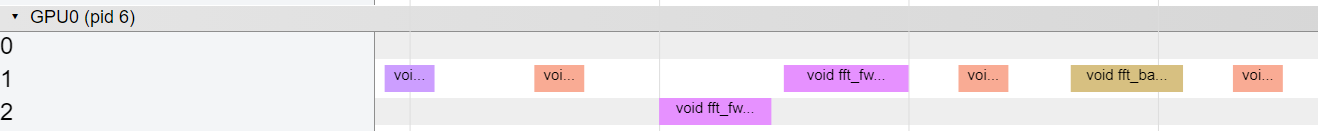 GPU0 (pid 6)
0
1 voi... voi... void fft_fw... voi... void fft_ba... voi...
2 void fft_fw...